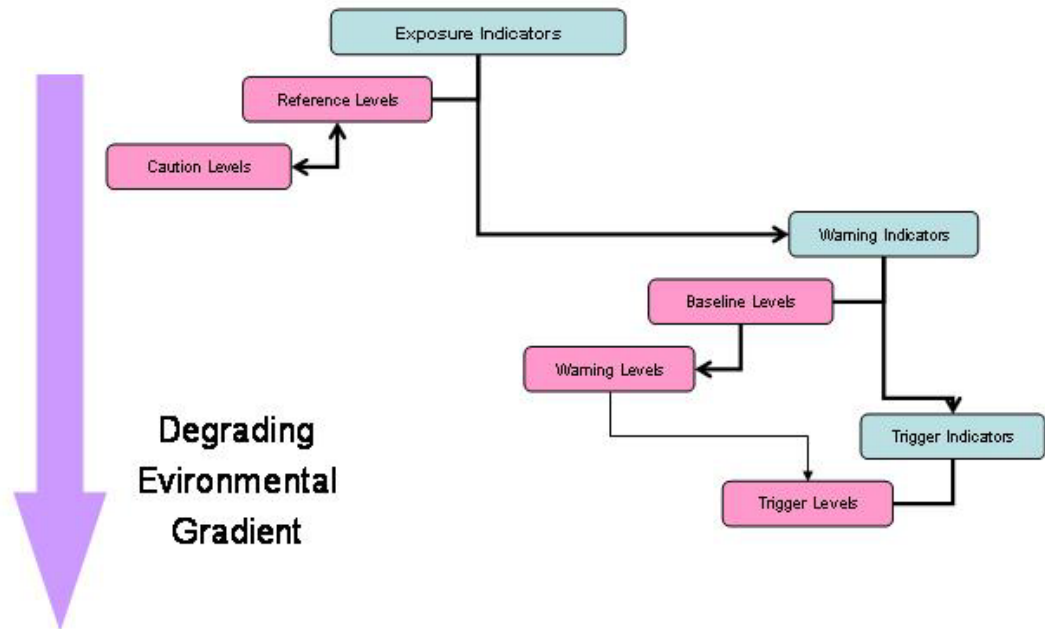 Exposure Indicators
Reference Levels
Caution Levels
Warning Indicators
Baseline Levels
Warning Levels
Trigger Indicators
Trigger Levels
Degrading
Evironmental
Gradient